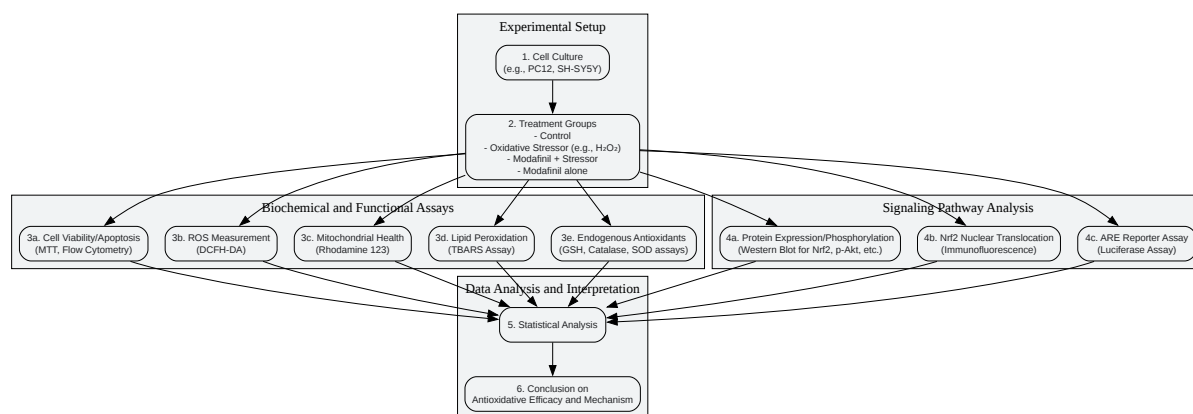 Experimental Setup
1. Cell Culture
(e.g., PC12, SH-SY5Y)
2. Treatment Groups
- Control
- Oxidative Stressor (e.g., H₂O₂)
- Modafinil + Stressor
- Modafinil alone
Biochemical and Functional Assays
3a. Cell Viability/Apoptosis
(MTT, Flow Cytometry)
3b. ROS Measurement
(DCFH-DA)
3c. Mitochondrial Health
(Rhodamine 123)
3d. Lipid Peroxidation
(TBARS Assay)
3e. Endogenous Antioxidants
(GSH, Catalase, SOD assays)
Signaling Pathway Analysis
4a. Protein Expression/Phosphorylation
(Western Blot for Nrf2, p-Akt, etc.)
4b. Nrf2 Nuclear Translocation
(Immunofluorescence)
4c. ARE Reporter Assay
(Luciferase Assay)
Data Analysis and Interpretation
5. Statistical Analysis
6. Conclusion on
Antioxidative Efficacy and Mechanism